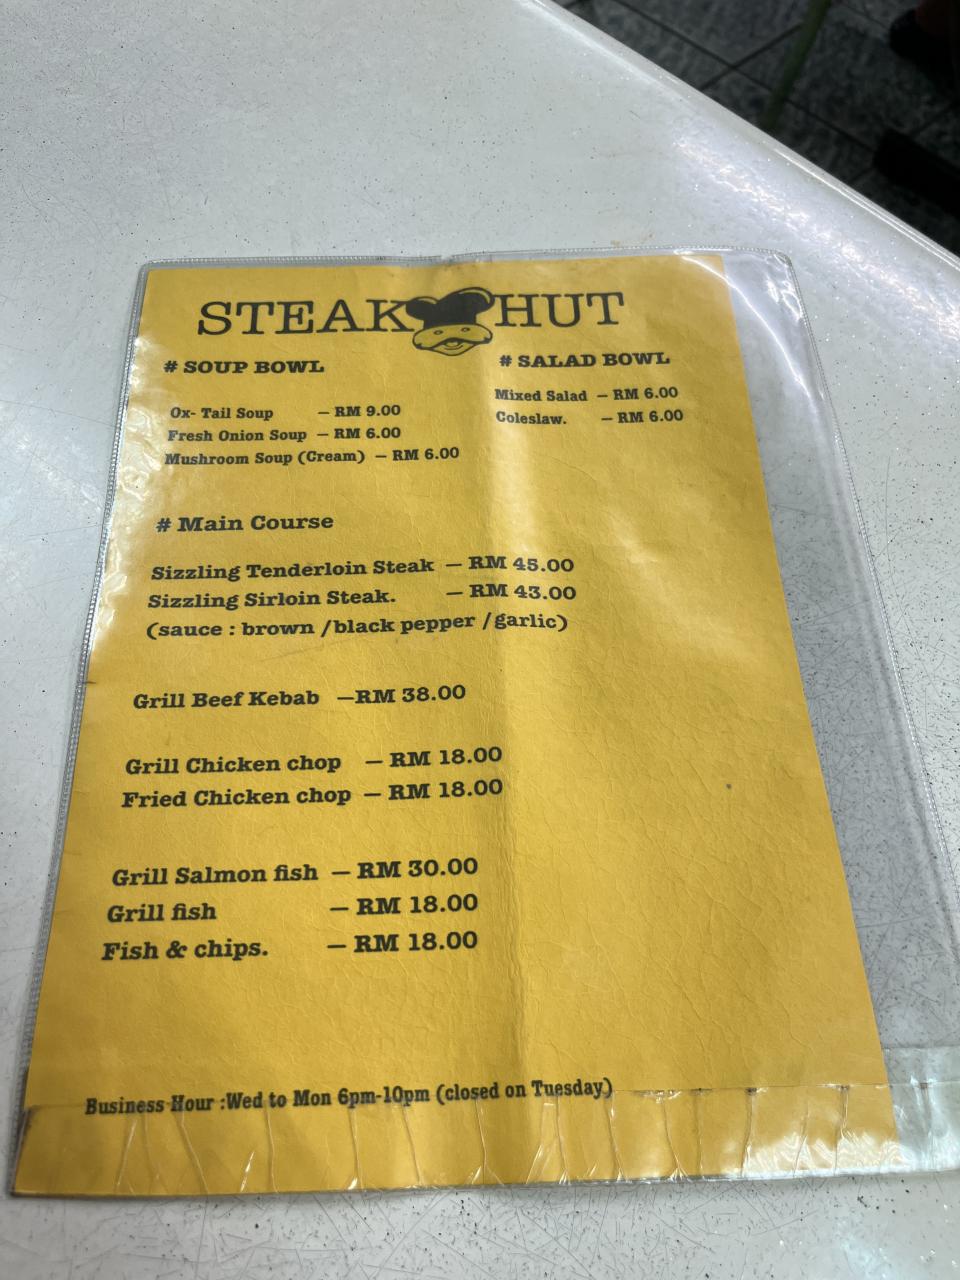 STEAK HUT
# SOUP BOWL
Ox- Tail Soup – RM 9.00
Fresh Onion Soup – RM 6.00
Mushroom Soup (Cream) – RM 6.00
# SALAD BOWL
Mixed Salad – RM 6.00
Coleslaw. – RM 6.00
# Main Course
Sizzling Tenderloin Steak – RM 45.00
Sizzling Sirloin Steak. – RM 43.00
(sauce : brown /black pepper /garlic)
Grill Beef Kebab –RM 38.00
Grill Chicken chop – RM 18.00
Fried Chicken chop – RM 18.00
Grill Salmon fish – RM 30.00
Grill fish – RM 18.00
Fish & chips. – RM 18.00
Business Hour :Wed to Mon 6pm-10pm (closed on Tuesday)